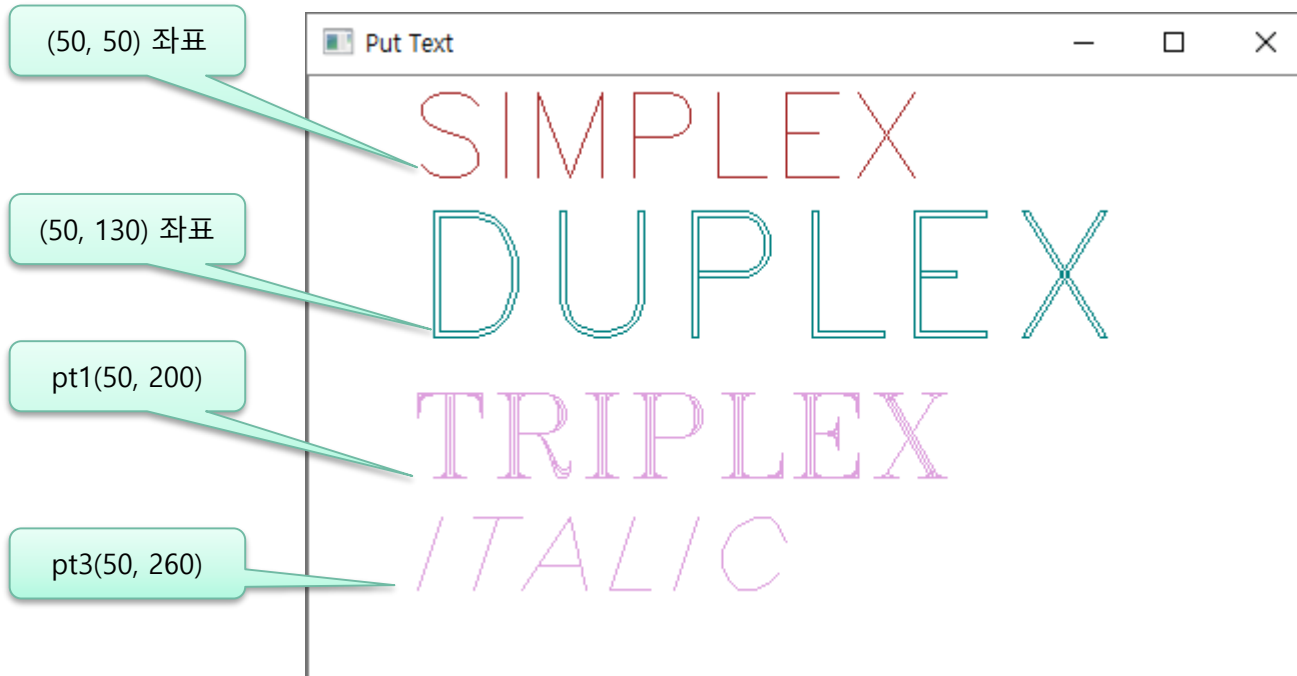 (50, 50) 좌표
Put Text
SIMPLEX
(50, 130) 좌표
DUPLEX
pt1(50, 200)
TRIPLEX
pt3(50, 260)
ITALIC